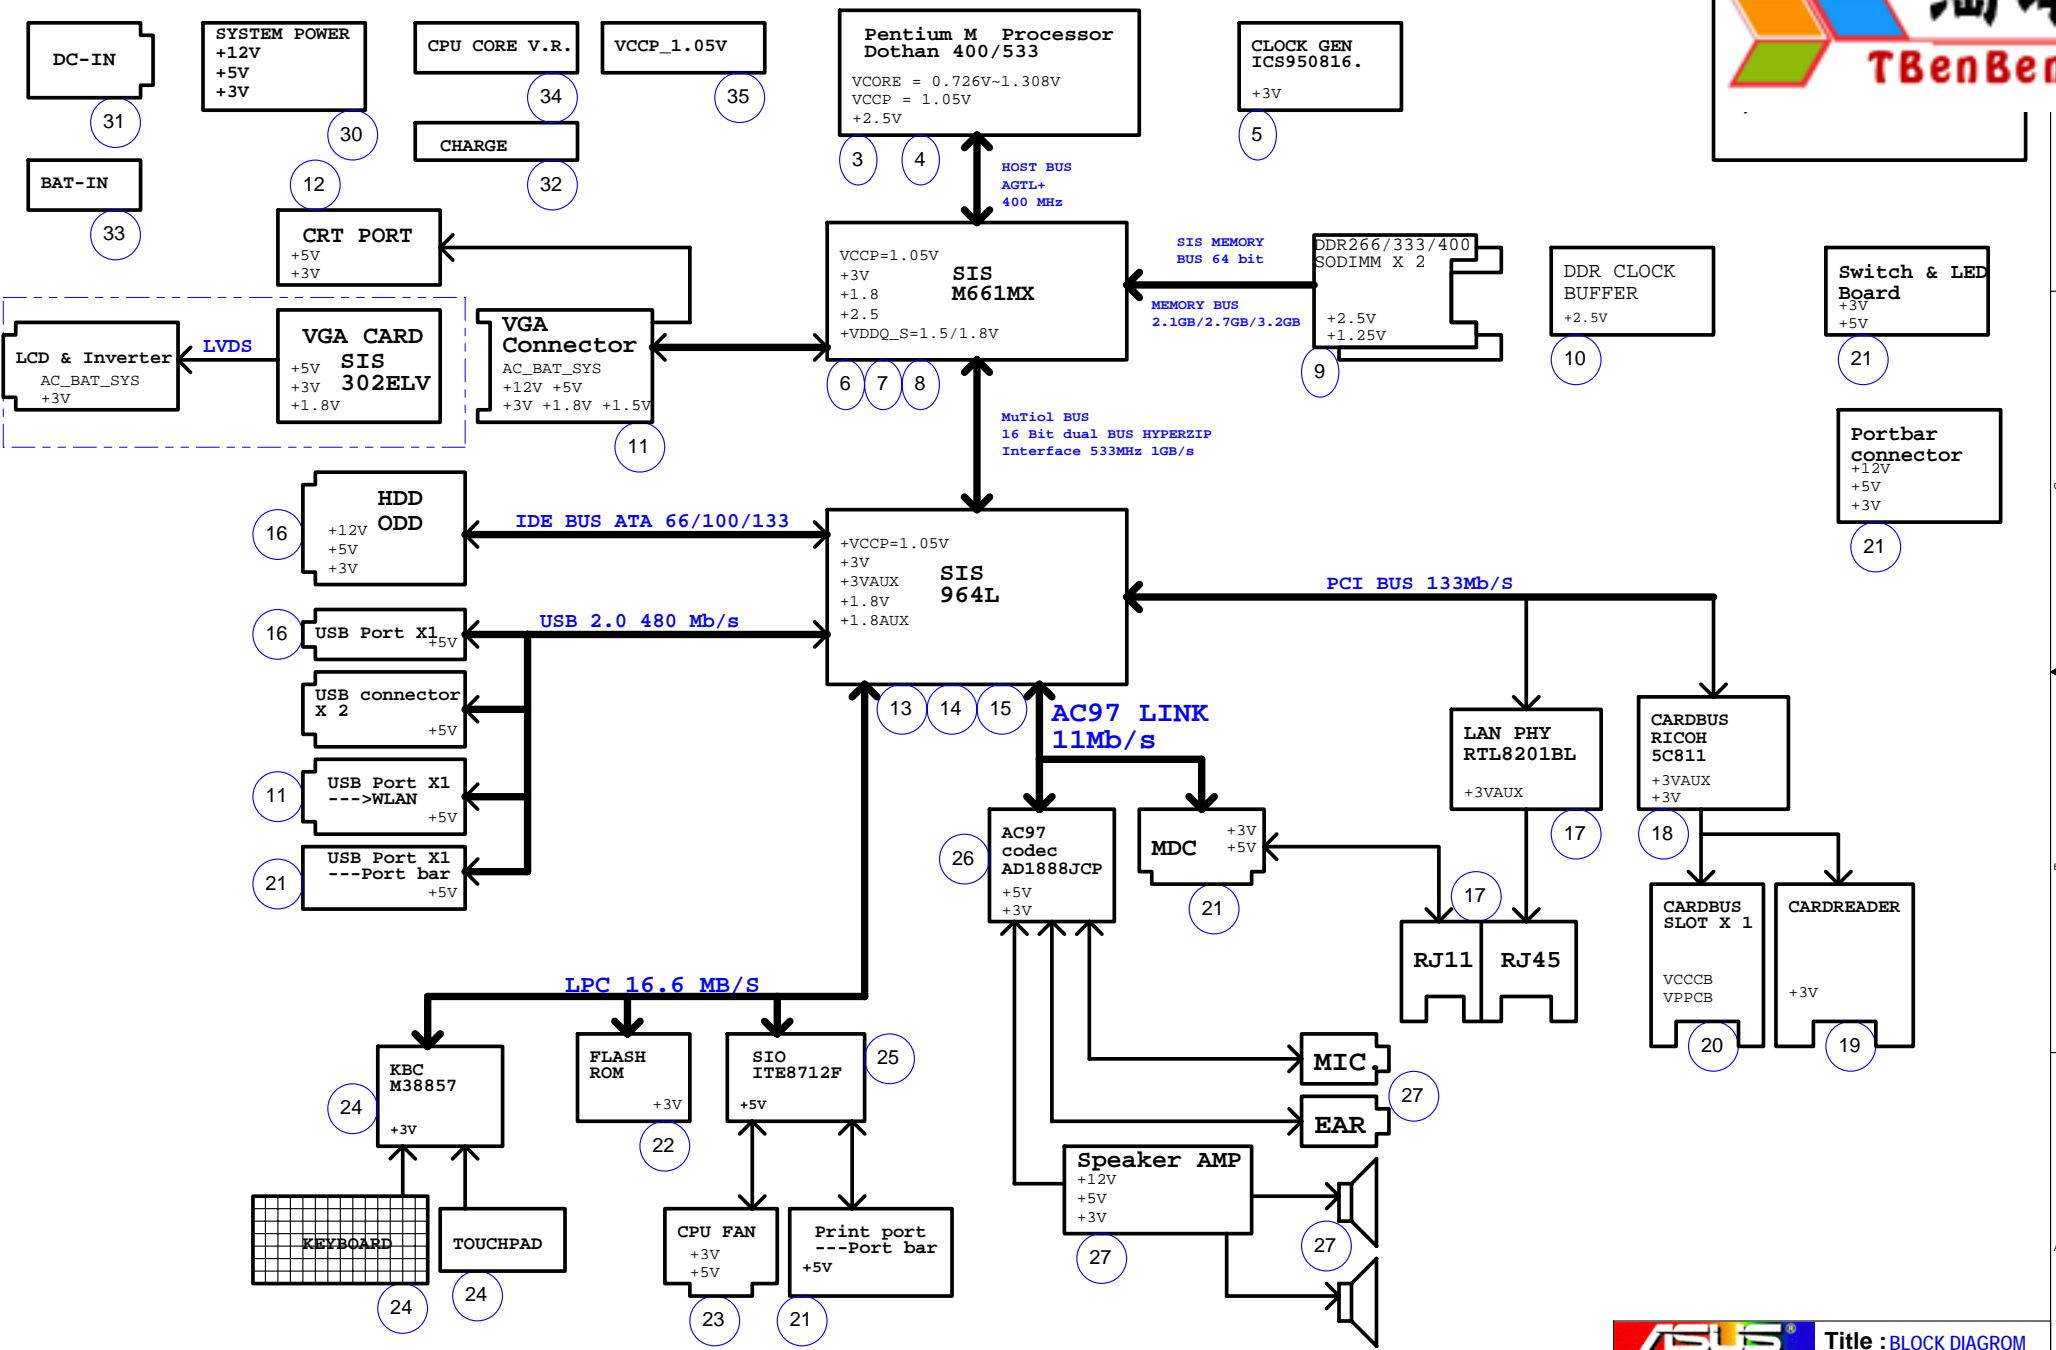 DC-IN
31
SYSTEM POWER
+12V
+5V
+3V
30
CPU CORE V.R.
34
VCCP_1.05V
35
CHARGE
32
BAT-IN
33
Pentium M Processor
Dothan 400/533
VCORE = 0.726V~1.308V
VCCP = 1.05V
+2.5V
3
4
CLOCK GEN
ICS950816.
+3V
5
TBenBen
HOST BUS
AGTL+
400 MHz
12
CRT PORT
+5V
+3V
LCD & Inverter
AC_BAT_SYS
+3V
LVDS
VGA CARD
SIS
302ELV
+5V
+3V
+1.8V
VGA
Connector
AC_BAT_SYS
+12V +5V
+3V +1.8V +1.5V
11
VCCP=1.05V
+3V
+1.8
+2.5
+VDDQ_S=1.5/1.8V
SIS
M661MX
6
7
8
SIS MEMORY
BUS 64 bit
MEMORY BUS
2.1GB/2.7GB/3.2GB
DDR266/333/400
SODIMM X 2
+2.5V
+1.25V
9
DDR CLOCK
BUFFER
+2.5V
10
Switch & LED
Board
+3V
+5V
21
Portbar
connector
+12V
+5V
+3V
21
MuTiol BUS
16 Bit dual BUS HYPERZIP
Interface 533MHz 1GB/s
16
HDD
ODD
+12V
+5V
+3V
IDE BUS ATA 66/100/133
+VCCP=1.05V
+3V
+3VAUX
+1.8V
+1.8AUX
SIS
964L
13
14
15
PCI BUS 133Mb/S
16
USB Port X1
+5V
USB 2.0 480 Mb/s
USB connector
X 2
+5V
11
USB Port X1
--->WLAN
+5V
21
USB Port X1
---Port bar
+5V
AC97 LINK
11Mb/s
26
AC97
codec
AD1888JCP
+5V
+3V
MDC
+3V
+5V
21
LAN PHY
RTL8201BL
+3VAUX
17
CARDBUS
RICOH
5C811
+3VAUX
+3V
18
17
RJ11
RJ45
CARDBUS
SLOT X 1
VCCCB
VPPCB
20
CARDREADER
+3V
19
LPC 16.6 MB/S
KBC
M38857
+3V
24
FLASH
ROM
+3V
22
SIO
ITE8712F
+5V
25
MIC.
EAR
27
Speaker AMP
+12V
+5V
+3V
27
27
KEYBOARD
24
TOUCHPAD
24
CPU FAN
+3V
+5V
23
Print port
---Port bar
+5V
21
ASUS
Title : BLOCK DIAGROM